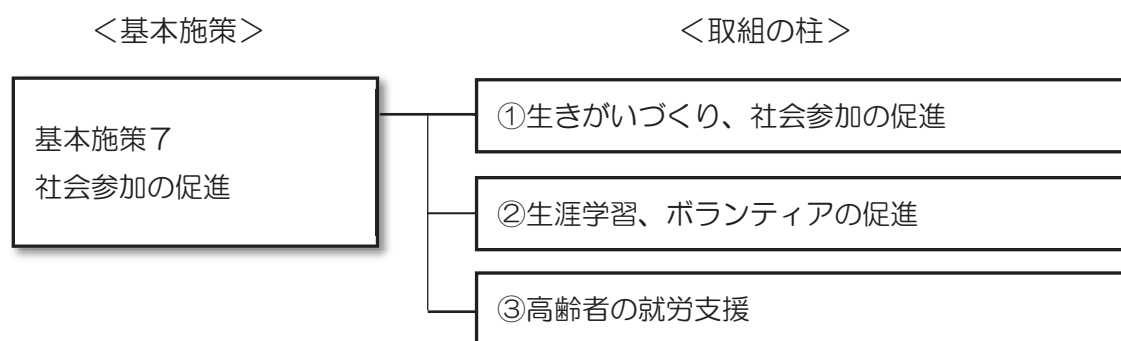 ＜基本施策＞
＜取組の柱＞
基本施策７
社会参加の促進
①生きがいづくり、社会参加の促進
②生涯学習、ボランティアの促進
③高齢者の就労支援